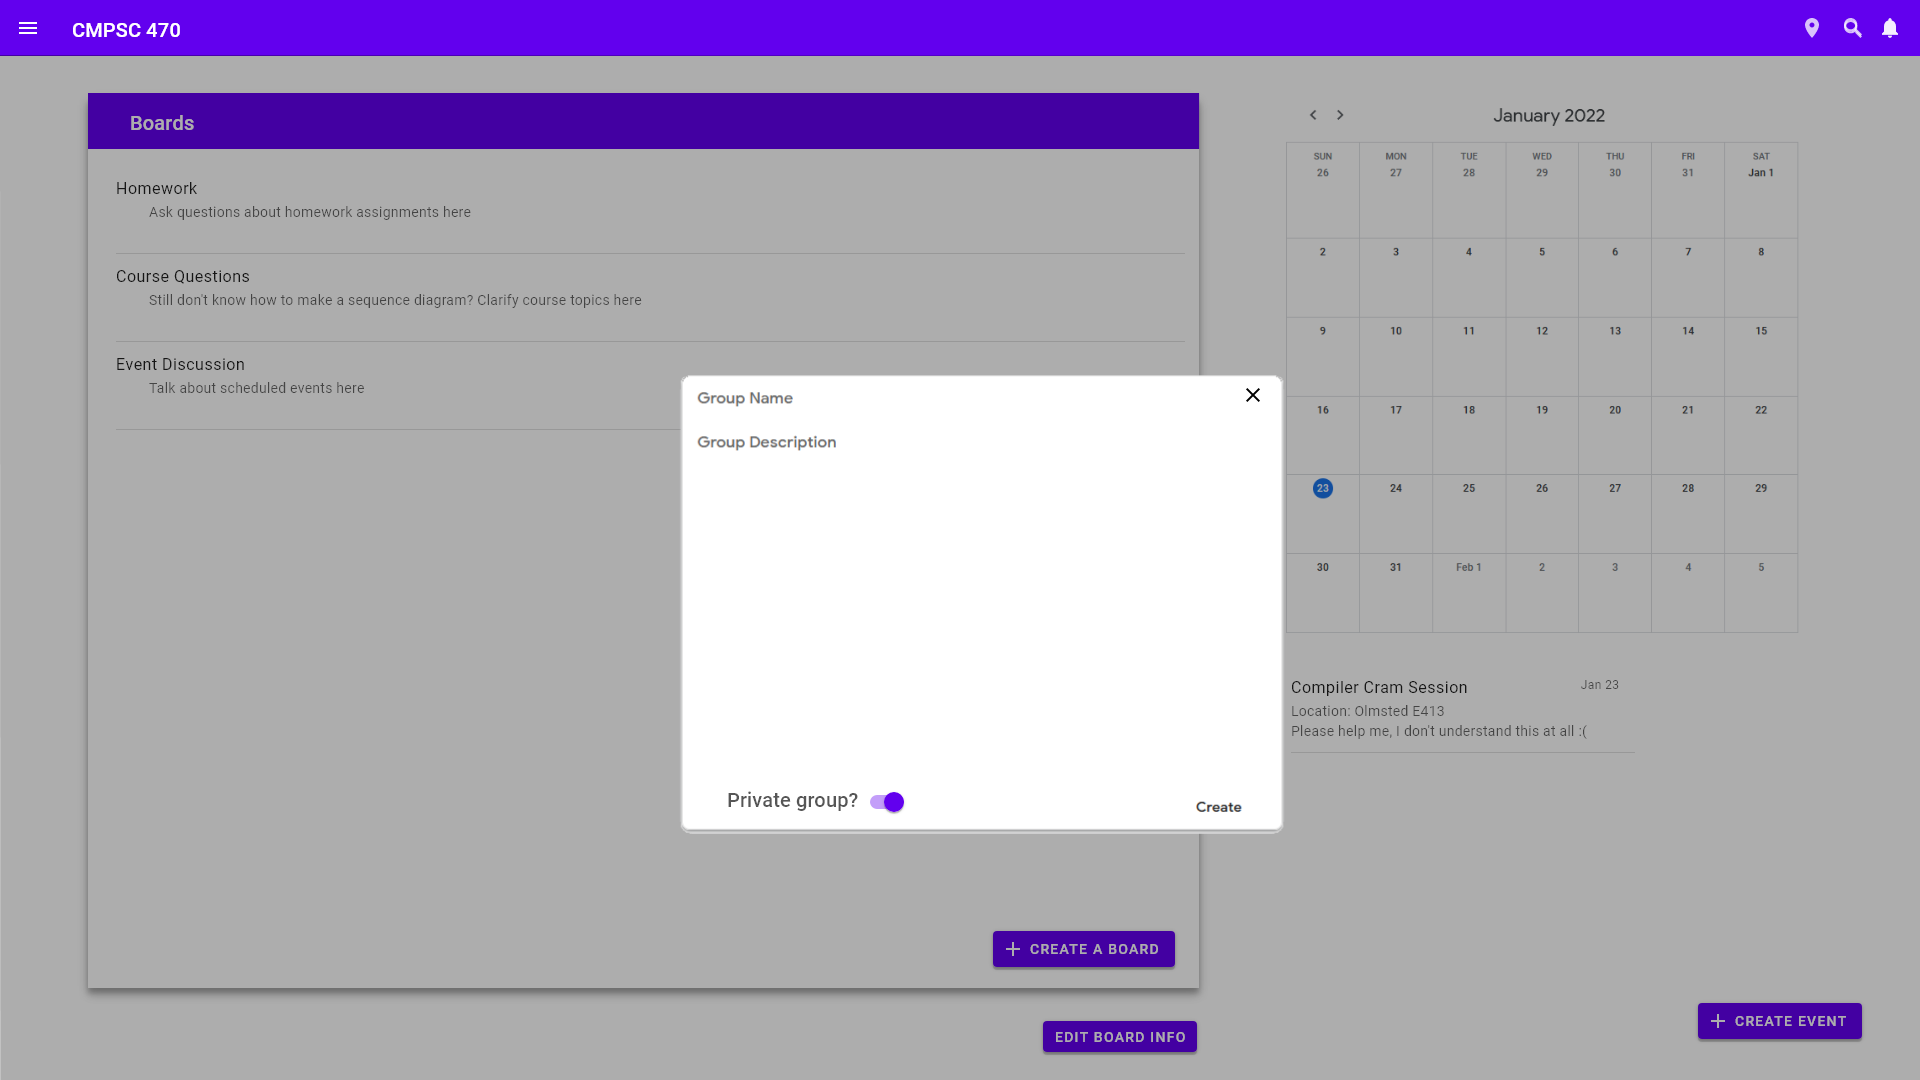 CMPSC 470
Boards
Homework
Ask questions about homework assignments here
Course Questions
Still don't know how to make a sequence diagram? Clarify course topics here
Event Discussion
Talk about scheduled events here
Group Name
Group Description
Private group?
Create
CREATE A BOARD
EDIT BOARD INFO
January 2022
SUN MON TUE WED THU FRI SAT
26 27 28 29 30 31 Jan 1
2 3 4 5 6 7 8
9 10 11 12 13 14 15
16 17 18 19 20 21 22
23 24 25 26 27 28 29
30 31 Feb 1 2 3 4 5
Compiler Cram Session Jan 23
Location: Olmsted E413
Please help me, I don't understand this at all :(
CREATE EVENT